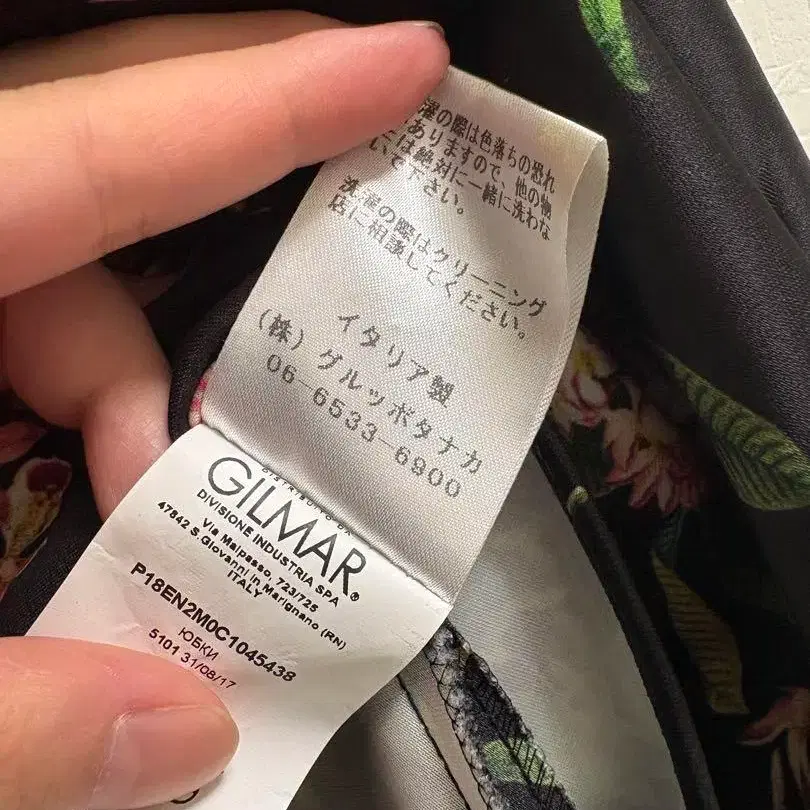 濯の際は色落ちの恐れ
ありますので、他の物
とは絶対に一緒に洗わな
いで下さい。
洗濯の際はクリーニング
店に相談してください。
イタリア製
(株) グルッポタナカ
06-6533-6900
DISTRIBUITO DA
GILMAR®
DIVISIONE INDUSTRIA SPA
Via Malpasso, 723/725
47842 S.Giovanni in Marignano (RN)
ITALY
P18EN2M0C1045438
ЮБКИ
5101 31/08/17